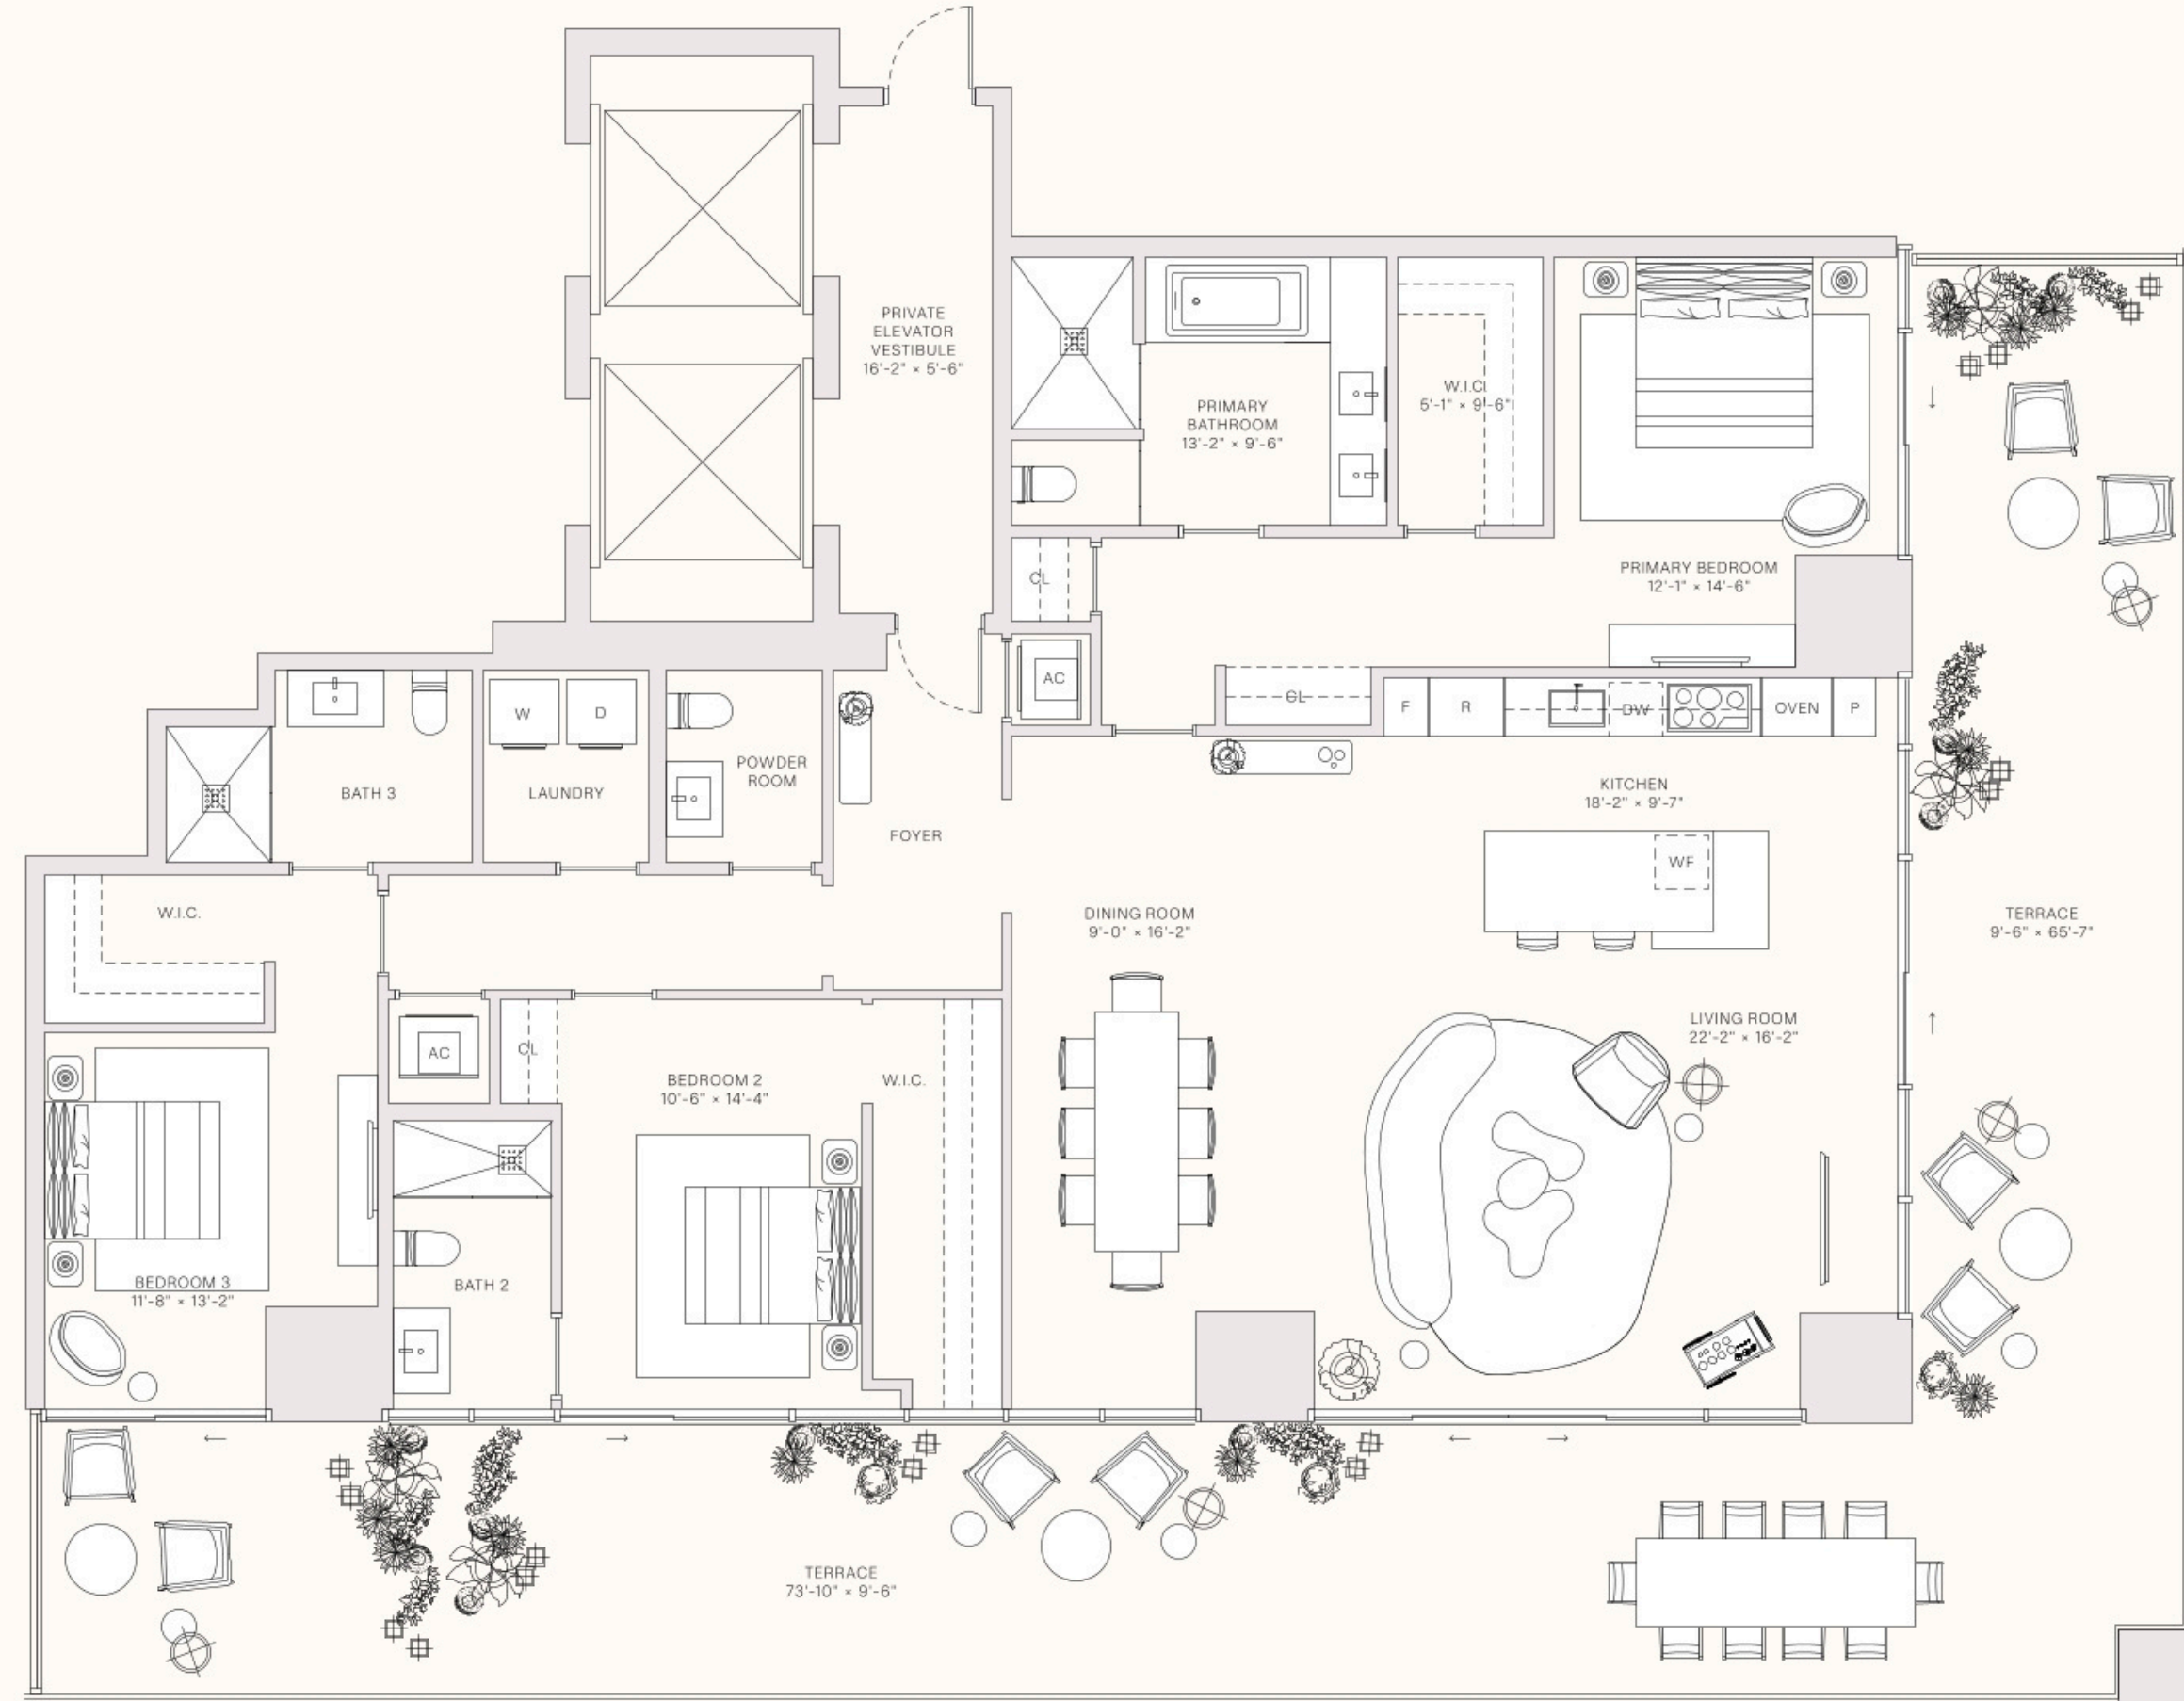 PRIVATE
ELEVATOR
VESTIBULE
16'-2" × 5'-6"
PRIMARY
BATHROOM
13'-2" × 9'-6"
W.I.C.
5'-1" × 9'-6"
PRIMARY BEDROOM
12'-1" × 14'-6"
CL
AC
CL
F
R
DW
OVEN
P
W
D
POWDER
ROOM
BATH 3
LAUNDRY
FOYER
KITCHEN
18'-2" × 9'-7"
WF
W.I.C.
DINING ROOM
9'-0" × 16'-2"
TERRACE
9'-6" × 65'-7"
LIVING ROOM
22'-2" × 16'-2"
AC
CL
BEDROOM 2
10'-6" × 14'-4"
W.I.C.
BEDROOM 3
11'-8" × 13'-2"
BATH 2
TERRACE
73'-10" × 9'-6"